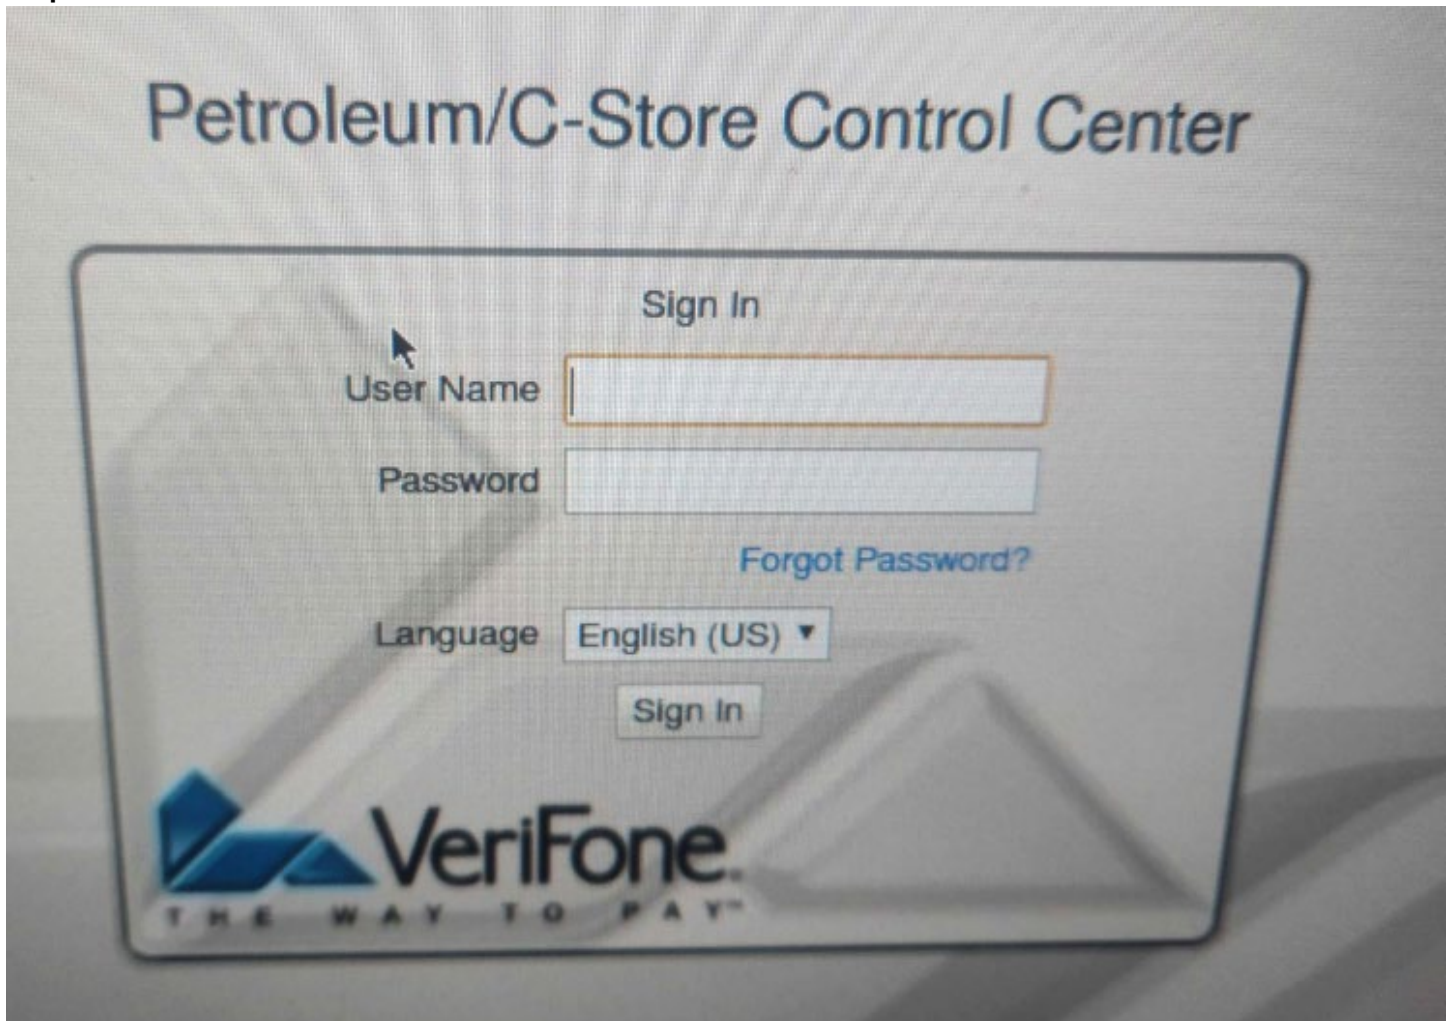 Petroleum/C-Store Control Center
Sign In
User Name
Password
Forgot Password?
Language English (US) ▼
Sign In
VeriFone.
THE WAY TO PAY™